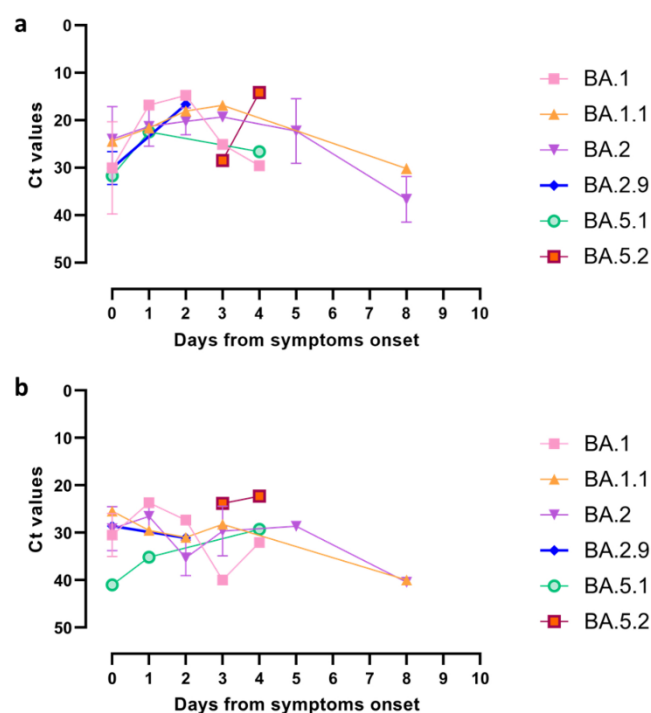 a
0
10
20
30
40
50
Ct values
0 1 2 3 4 5 6 7 8 8 9 10
Days from symptoms onset
BA.1
BA.1.1
BA.2
BA.2.9
BA.5.1
BA.5.2
b
0
10
20
30
40
50
Ct values
0 1 2 3 4 5 6 7 8 8 9 10
Days from symptoms onset
BA.1
BA.1.1
BA.2
BA.2.9
BA.5.1
BA.5.2